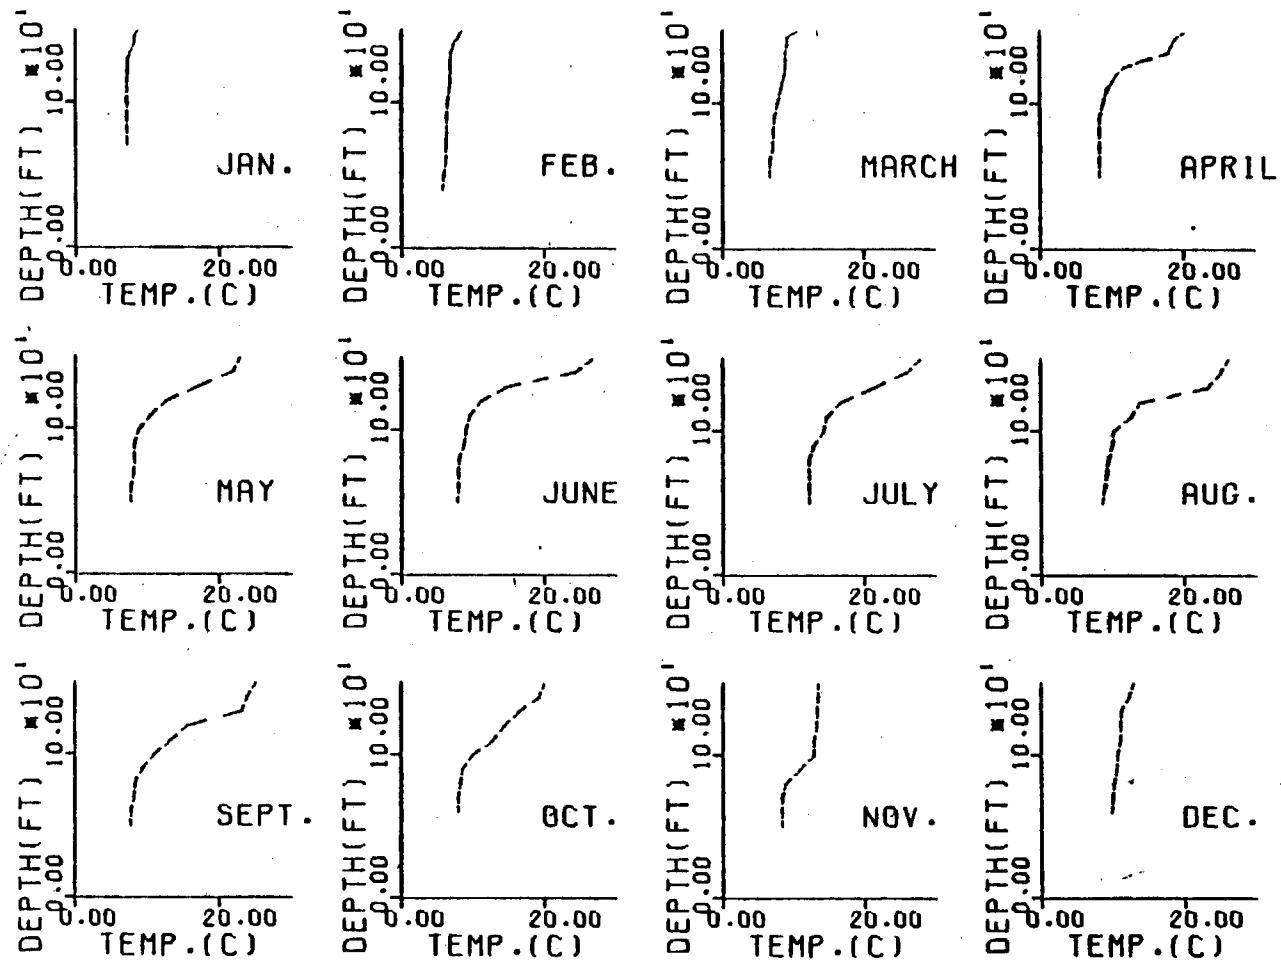 DEPTH(FT) *10¹
10.00
0.00
JAN.
0.00 20.00
TEMP.(C)
DEPTH(FT) *10¹
10.00
0.00
FEB.
0.00 20.00
TEMP.(C)
DEPTH(FT) *10¹
10.00
0.00
MARCH
0.00 20.00
TEMP.(C)
DEPTH(FT) *10¹
10.00
0.00
APRIL
0.00 20.00
TEMP.(C)
DEPTH(FT) *10¹
10.00
0.00
MAY
0.00 20.00
TEMP.(C)
DEPTH(FT) *10¹
10.00
0.00
JUNE
0.00 20.00
TEMP.(C)
DEPTH(FT) *10¹
10.00
0.00
JULY
0.00 20.00
TEMP.(C)
DEPTH(FT) *10¹
10.00
0.00
AUG.
0.00 20.00
TEMP.(C)
DEPTH(FT) *10¹
10.00
0.00
SEPT.
0.00 20.00
TEMP.(C)
DEPTH(FT) *10¹
10.00
0.00
OCT.
0.00 20.00
TEMP.(C)
DEPTH(FT) *10¹
10.00
0.00
NOV.
0.00 20.00
TEMP.(C)
DEPTH(FT) *10¹
10.00
0.00
DEC.
0.00 20.00
TEMP.(C)